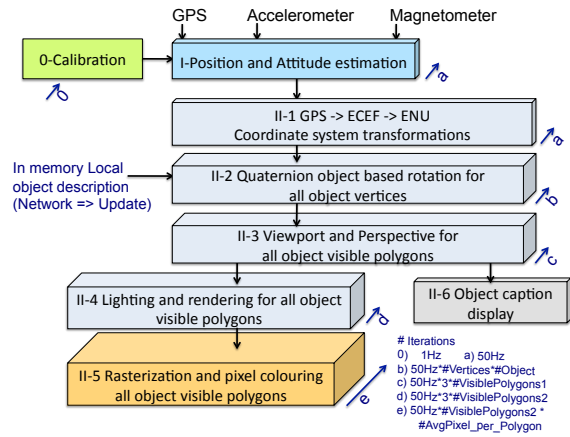 GPS
Accelerometer
Magnetometer
0-Calibration
I-Position and Attitude estimation
0
a
II-1 GPS -> ECEF -> ENU
Coordinate system transformations
a
In memory Local
object description
(Network => Update)
II-2 Quaternion object based rotation for
all object vertices
b
II-3 Viewport and Perspective for
all object visible polygons
c
II-4 Lighting and rendering for all object
visible polygons
d
II-6 Object caption
display
II-5 Rasterization and pixel colouring
all object visible polygons
e
# Iterations
0) 1Hz a) 50Hz
b) 50Hz*#Vertices*#Object
c) 50Hz*3*#VisiblePolygons1
d) 50Hz*3*#VisiblePolygons2
e) 50Hz*#VisiblePolygons2 *
#AvgPixel_per_Polygon